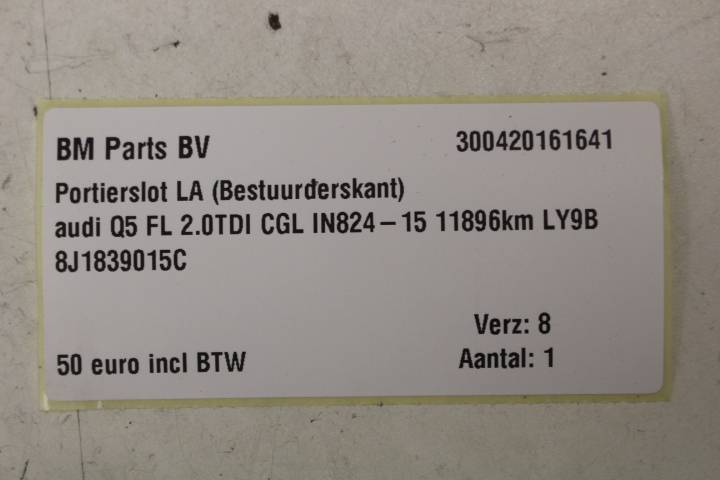 BM Parts BV 300420161641
Portierslot LA (Bestuurderskant)
audi Q5 FL 2.0TDI CGL IN824-15 11896km LY9B
8J1839015C
Verz: 8
50 euro incl BTW Aantal: 1